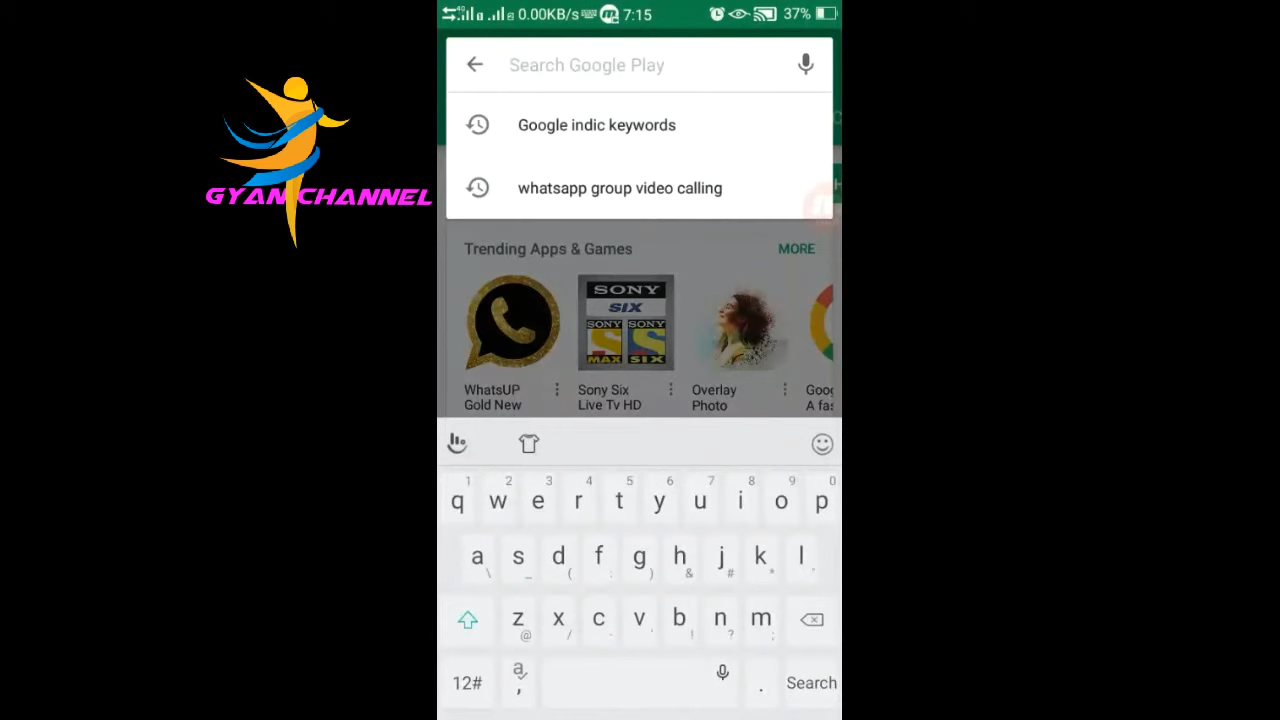 0.00KB/s 7:15 37%
GYAN CHANNEL
Search Google Play
Google indic keywords
whatsapp group video calling
Trending Apps & Games MORE
SONY
SIX
SONY SONY
MAX SIX
WhatsUP Sony Six Overlay Goog
Gold New Live Tv HD Photo A fas
1 2 3 4 5 6 7 8 9 0
q w e r t y u i o p
a s d f g h j k l
\ _ ( : ) & # *
z x c v b n m
@ / - ' ! ? ;
12# a , . Search